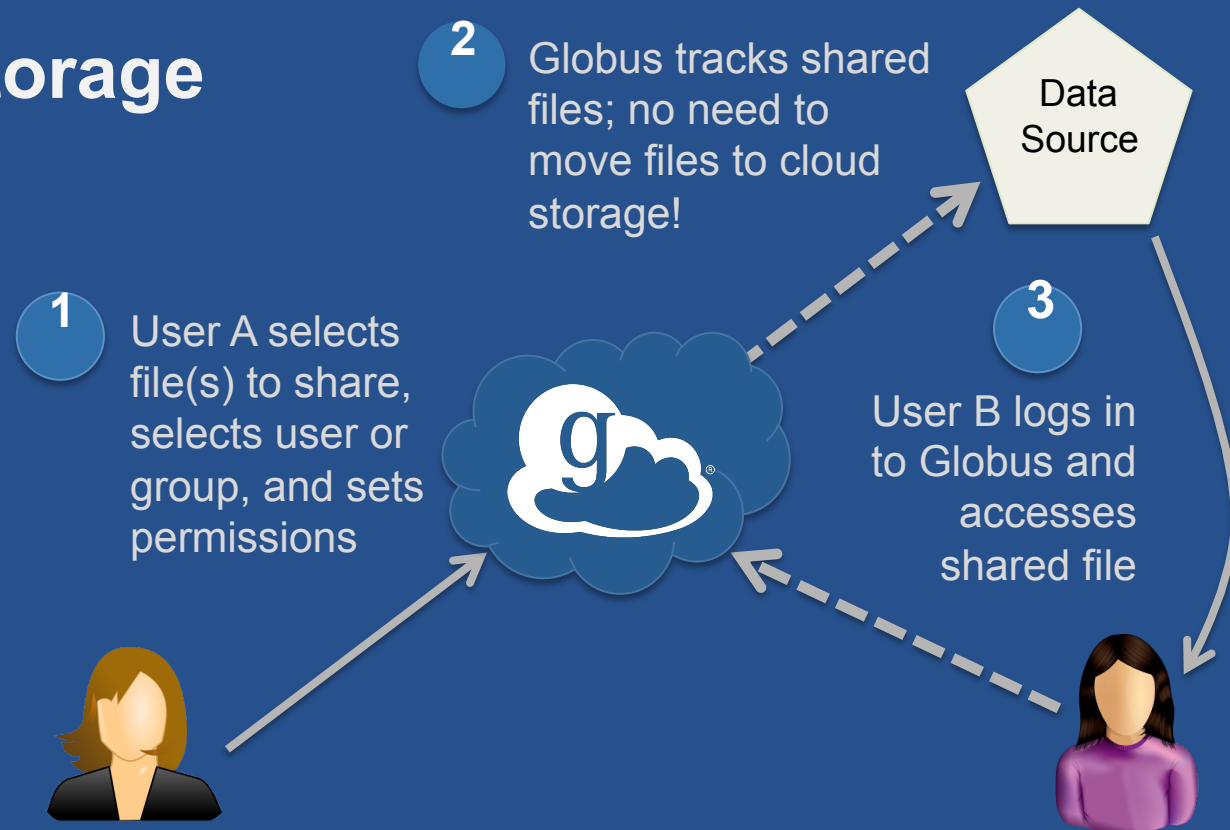 orage
2
Globus tracks shared
files; no need to
move files to cloud
storage!
Data
Source
1
User A selects
file(s) to share,
selects user or
group, and sets
permissions
g
®
3
User B logs in
to Globus and
accesses
shared file